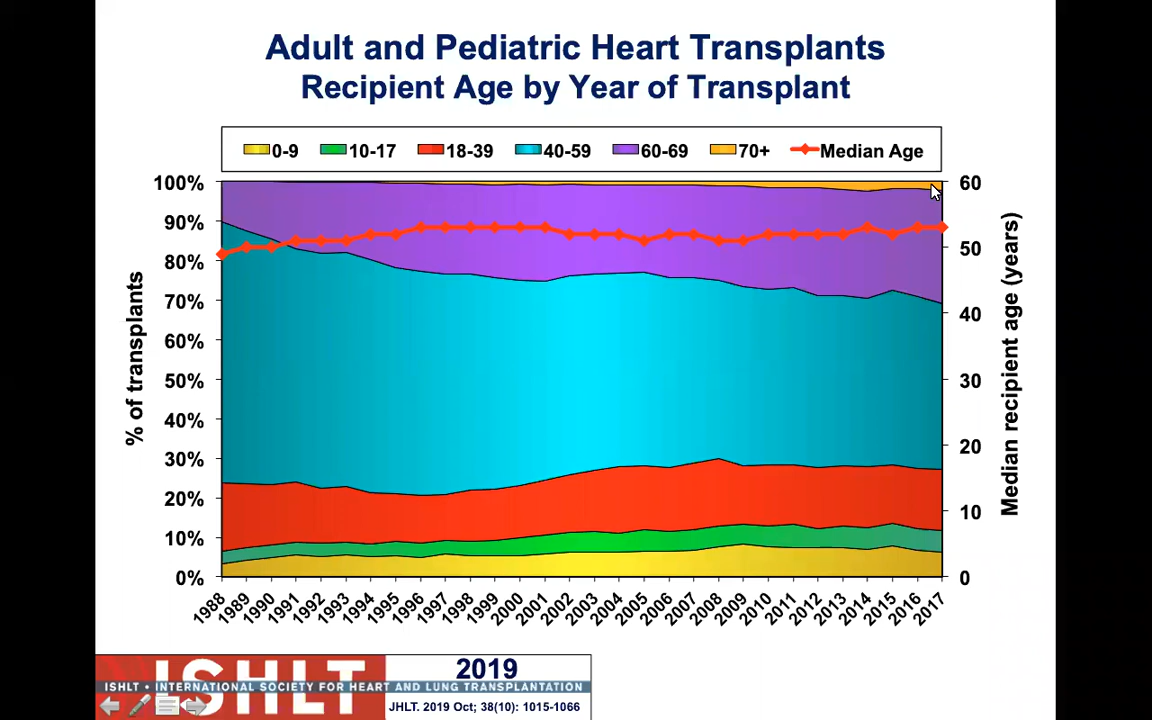 Adult and Pediatric Heart Transplants
Recipient Age by Year of Transplant
0-9 10-17 18-39 40-59 60-69 70+ Median Age
100%
90%
80%
70%
60%
50%
40%
30%
20%
10%
0%
% of transplants
60
50
40
30
20
10
0
Median recipient age (years)
1988 1989 1990 1991 1992 1993 1994 1995 1996 1997 1998 1999 2000 2001 2002 2003 2004 2005 2006 2007 2008 2009 2010 2011 2012 2013 2014 2015 2016 2017
ISHLT
2019
ISHLT • INTERNATIONAL SOCIETY FOR HEART AND LUNG TRANSPLANTATION
JHLT. 2019 Oct; 38(10): 1015-1066